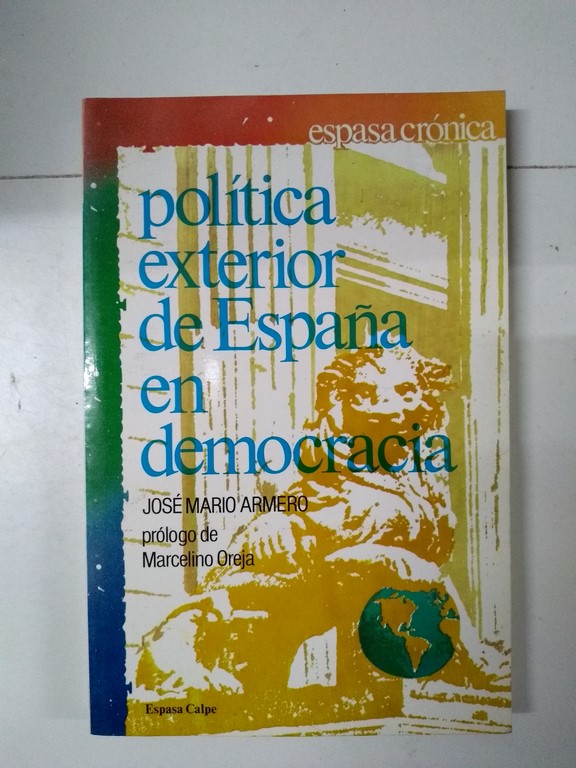 espasa crónica
política
exterior
de España
en
democracia
JOSÉ MARIO ARMERO
prólogo de
Marcelino Oreja
Espasa Calpe